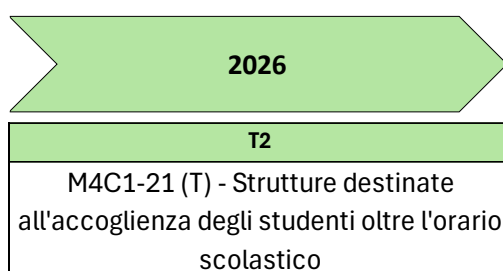 2026
T2
M4C1-21 (T) - Strutture destinate
all'accoglienza degli studenti oltre l'orario
scolastico